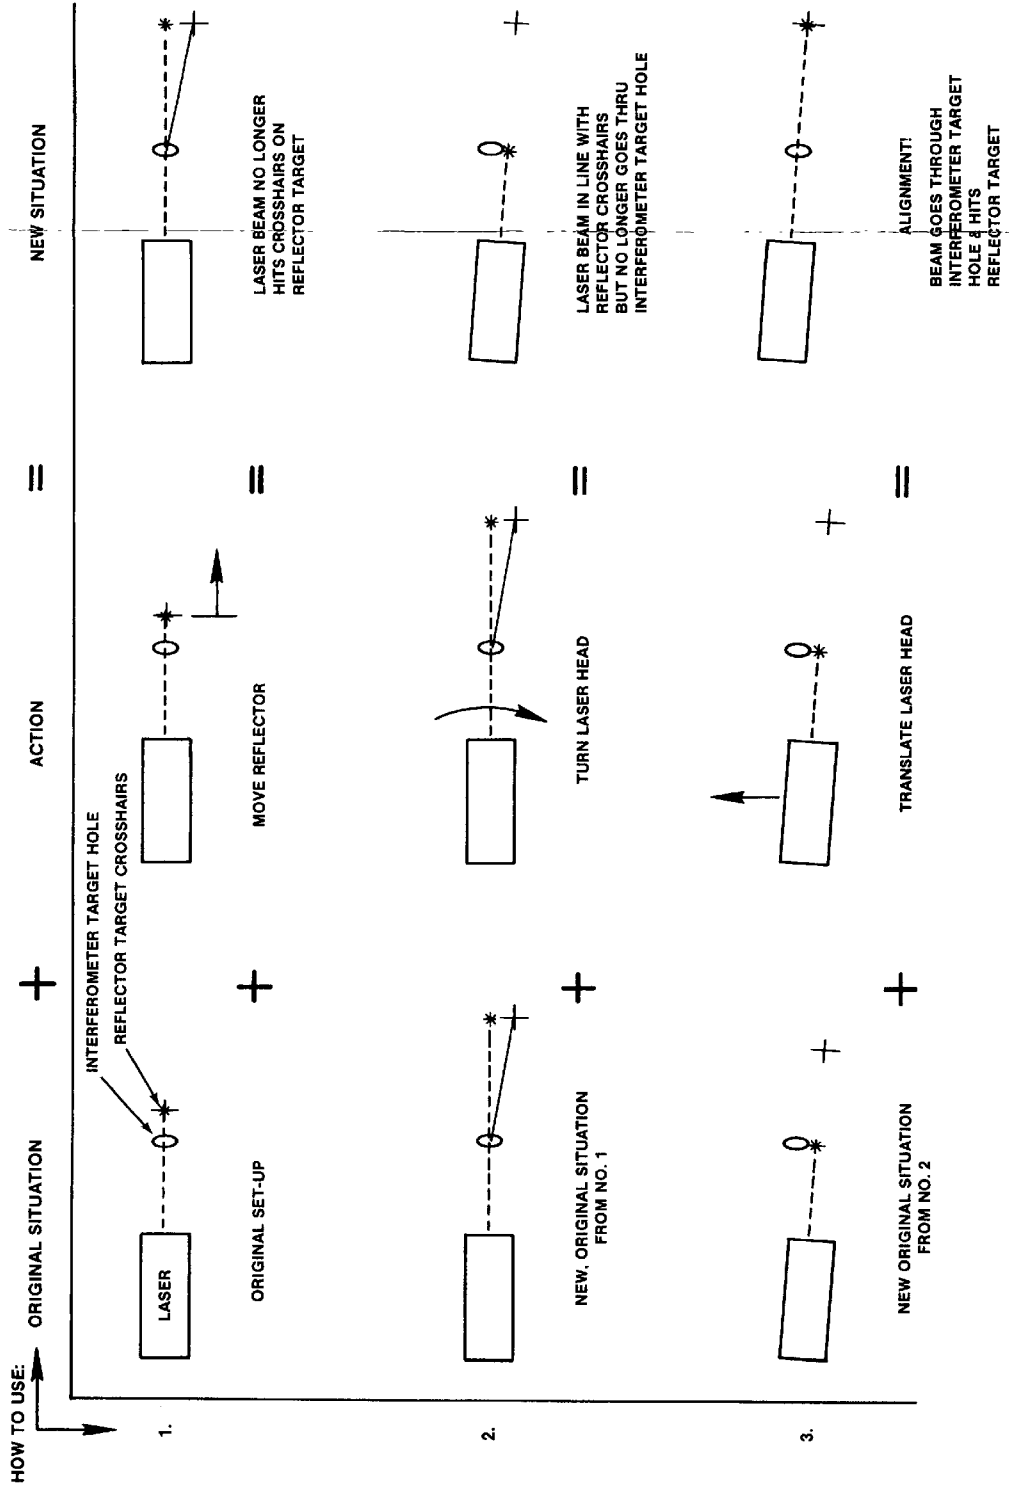 HOW TO USE:
ORIGINAL SITUATION + ACTION = NEW SITUATION
INTERFEROMETER TARGET HOLE
REFLECTOR TARGET CROSSHAIRS
1.
LASER
ORIGINAL SET-UP
+
MOVE REFLECTOR
=
LASER BEAM NO LONGER
HITS CROSSHAIRS ON
REFLECTOR TARGET
2.
NEW, ORIGINAL SITUATION
FROM NO. 1
+
TURN LASER HEAD
=
LASER BEAM IN LINE WITH
REFLECTOR CROSSHAIRS
BUT NO LONGER GOES THRU
INTERFEROMETER TARGET HOLE
3.
NEW ORIGINAL SITUATION
FROM NO. 2
+
TRANSLATE LASER HEAD
=
ALIGNMENT!
BEAM GOES THROUGH
INTERFEROMETER TARGET
HOLE & HITS
REFLECTOR TARGET